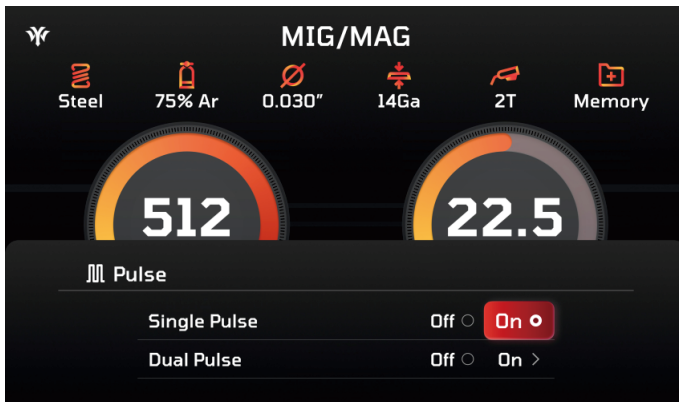 MIG/MAG
Steel 75% Ar 0.030" 14Ga 2T Memory
512 22.5
Pulse
Single Pulse Off On
Dual Pulse Off On >